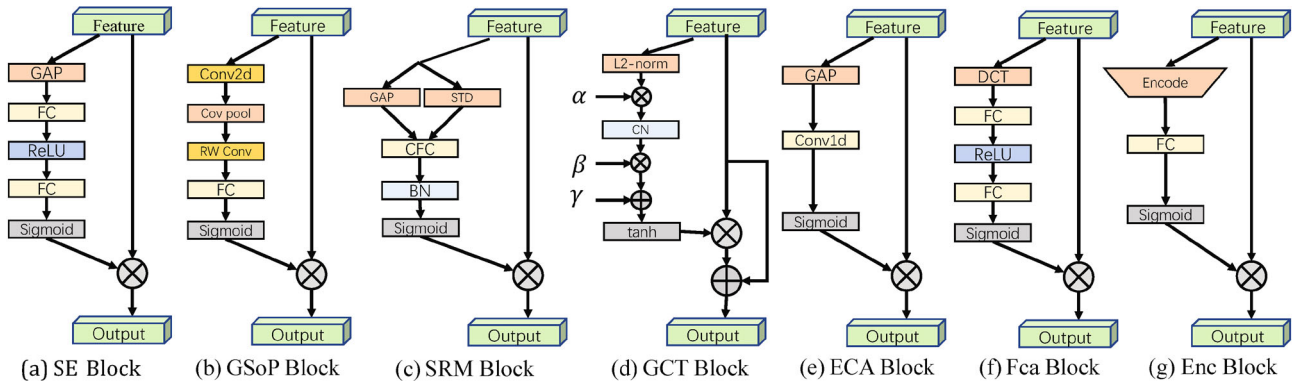 Feature
GAP
FC
ReLU
FC
Sigmoid
Output
(a) SE Block
Feature
Conv2d
Cov pool
RW Conv
FC
Sigmoid
Output
(b) GSoP Block
Feature
GAP
STD
CFC
BN
Sigmoid
Output
(c) SRM Block
Feature
L2-norm
α
CN
β
γ
tanh
Output
(d) GCT Block
Feature
GAP
Conv1d
Sigmoid
Output
(e) ECA Block
Feature
DCT
FC
ReLU
FC
Sigmoid
Output
(f) Fca Block
Feature
Encode
FC
Sigmoid
Output
(g) Enc Block